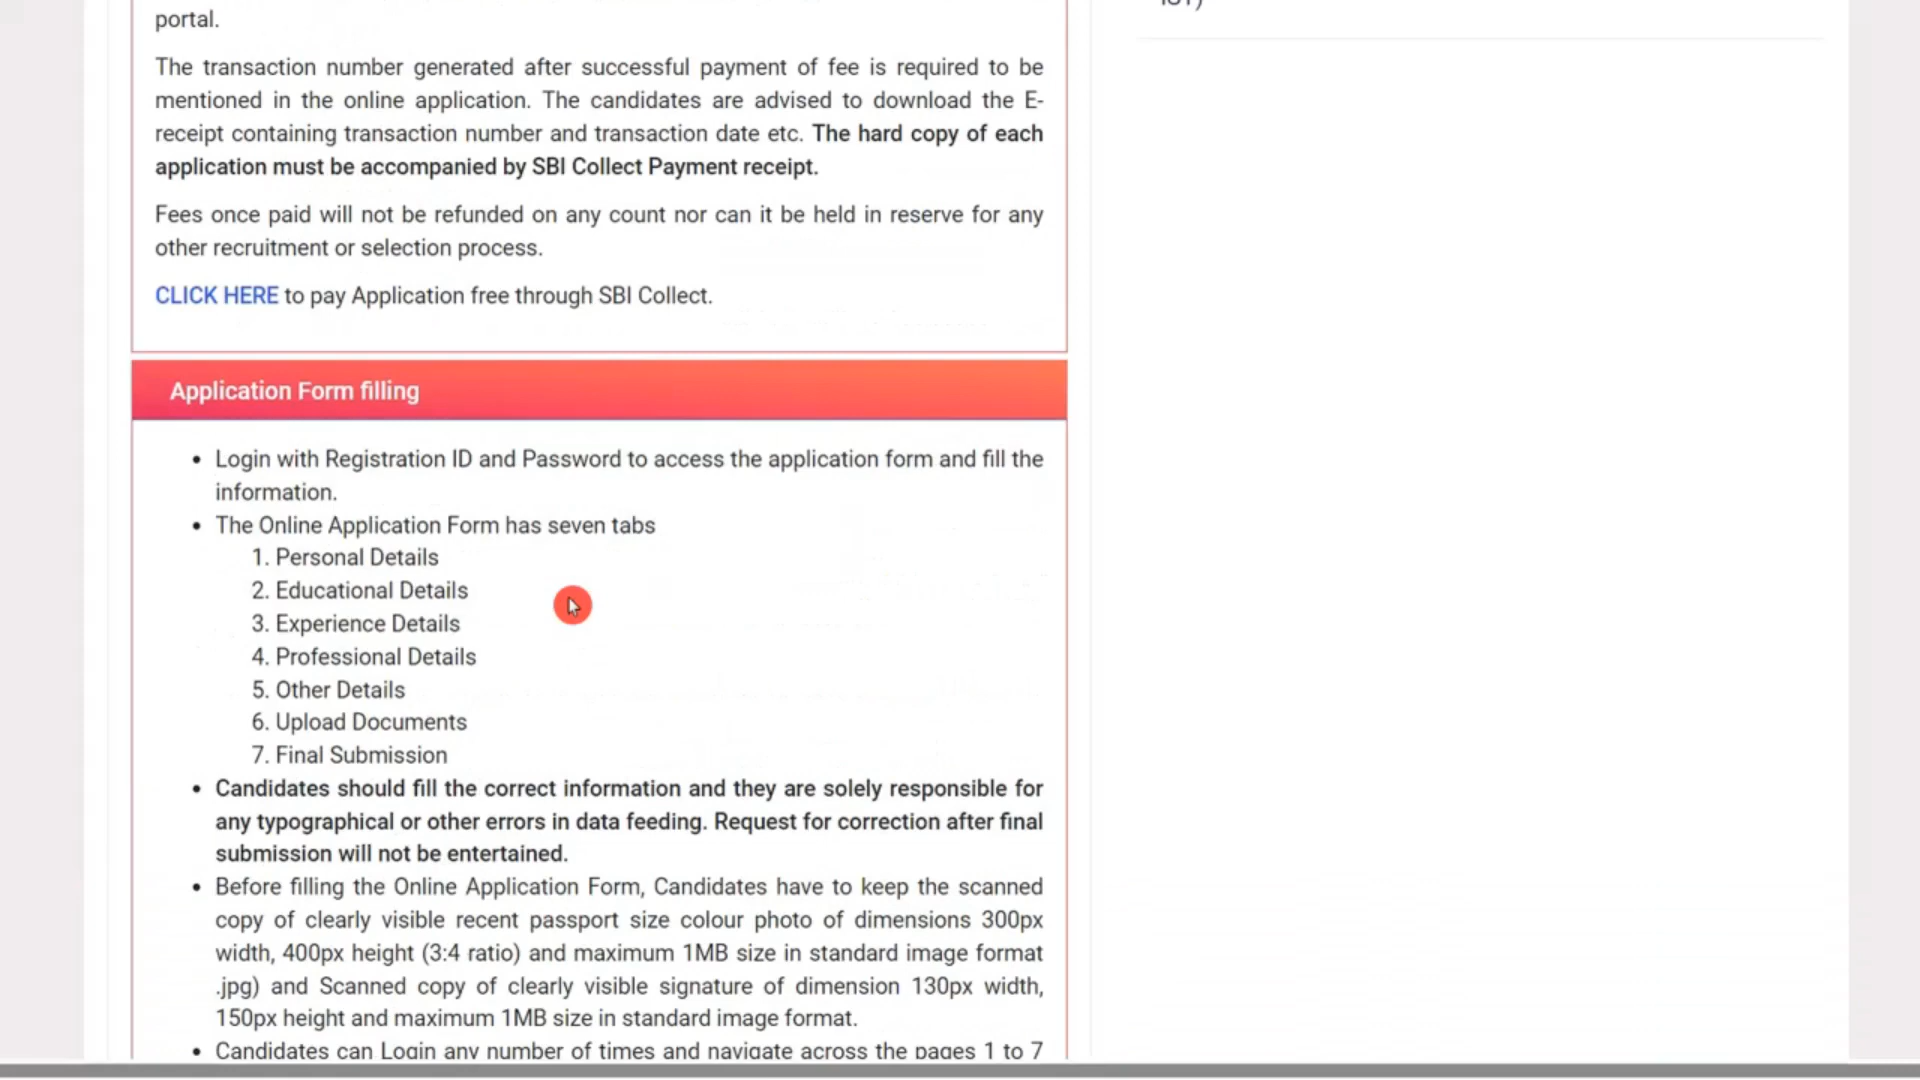 portal.
The transaction number generated after successful payment of fee is required to be
mentioned in the online application. The candidates are advised to download the E-
receipt containing transaction number and transaction date etc. The hard copy of each
application must be accompanied by SBI Collect Payment receipt.
Fees once paid will not be refunded on any count nor can it be held in reserve for any
other recruitment or selection process.
CLICK HERE to pay Application free through SBI Collect.
Application Form filling
• Login with Registration ID and Password to access the application form and fill the
information.
• The Online Application Form has seven tabs
1. Personal Details
2. Educational Details
3. Experience Details
4. Professional Details
5. Other Details
6. Upload Documents
7. Final Submission
• Candidates should fill the correct information and they are solely responsible for
any typographical or other errors in data feeding. Request for correction after final
submission will not be entertained.
• Before filling the Online Application Form, Candidates have to keep the scanned
copy of clearly visible recent passport size colour photo of dimensions 300px
width, 400px height (3:4 ratio) and maximum 1MB size in standard image format
.jpg) and Scanned copy of clearly visible signature of dimension 130px width,
150px height and maximum 1MB size in standard image format.
• Candidates can Login any number of times and navigate across the pages 1 to 7